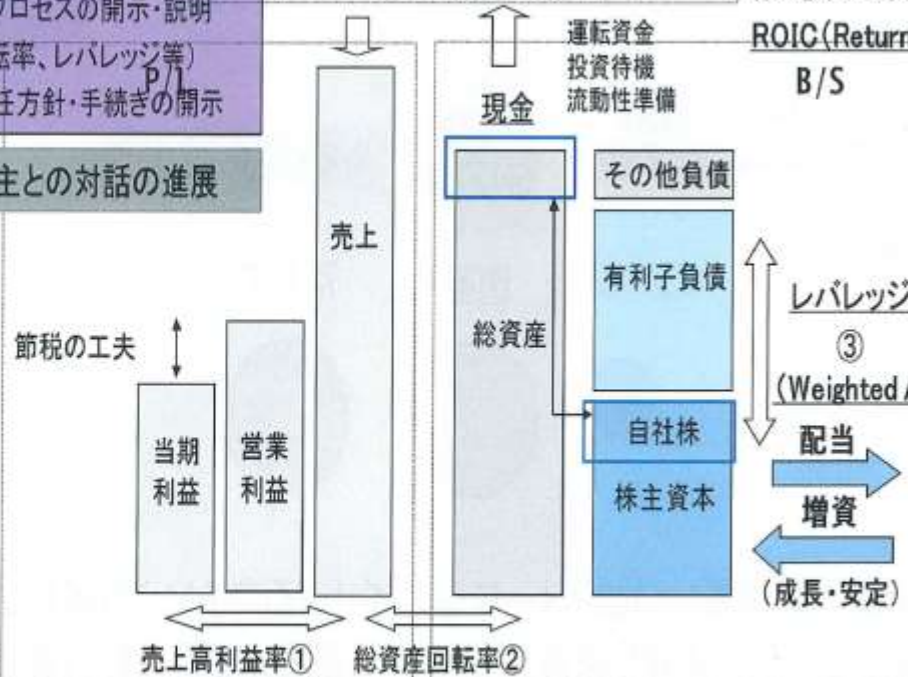 プロセスの開示・説明
転率、レバレッジ等)
P/L
任方針・手続きの開示
主との対話の進展
運転資金
投資待機
流動性準備
ROIC(Return
B/S
現金
その他負債
売上
有利子負債
総資産
レバレッジ
③
(Weighted A
節税の工夫
当期
利益
営業
利益
自社株
株主資本
配当
増資
(成長・安定)
売上高利益率①
総資産回転率②